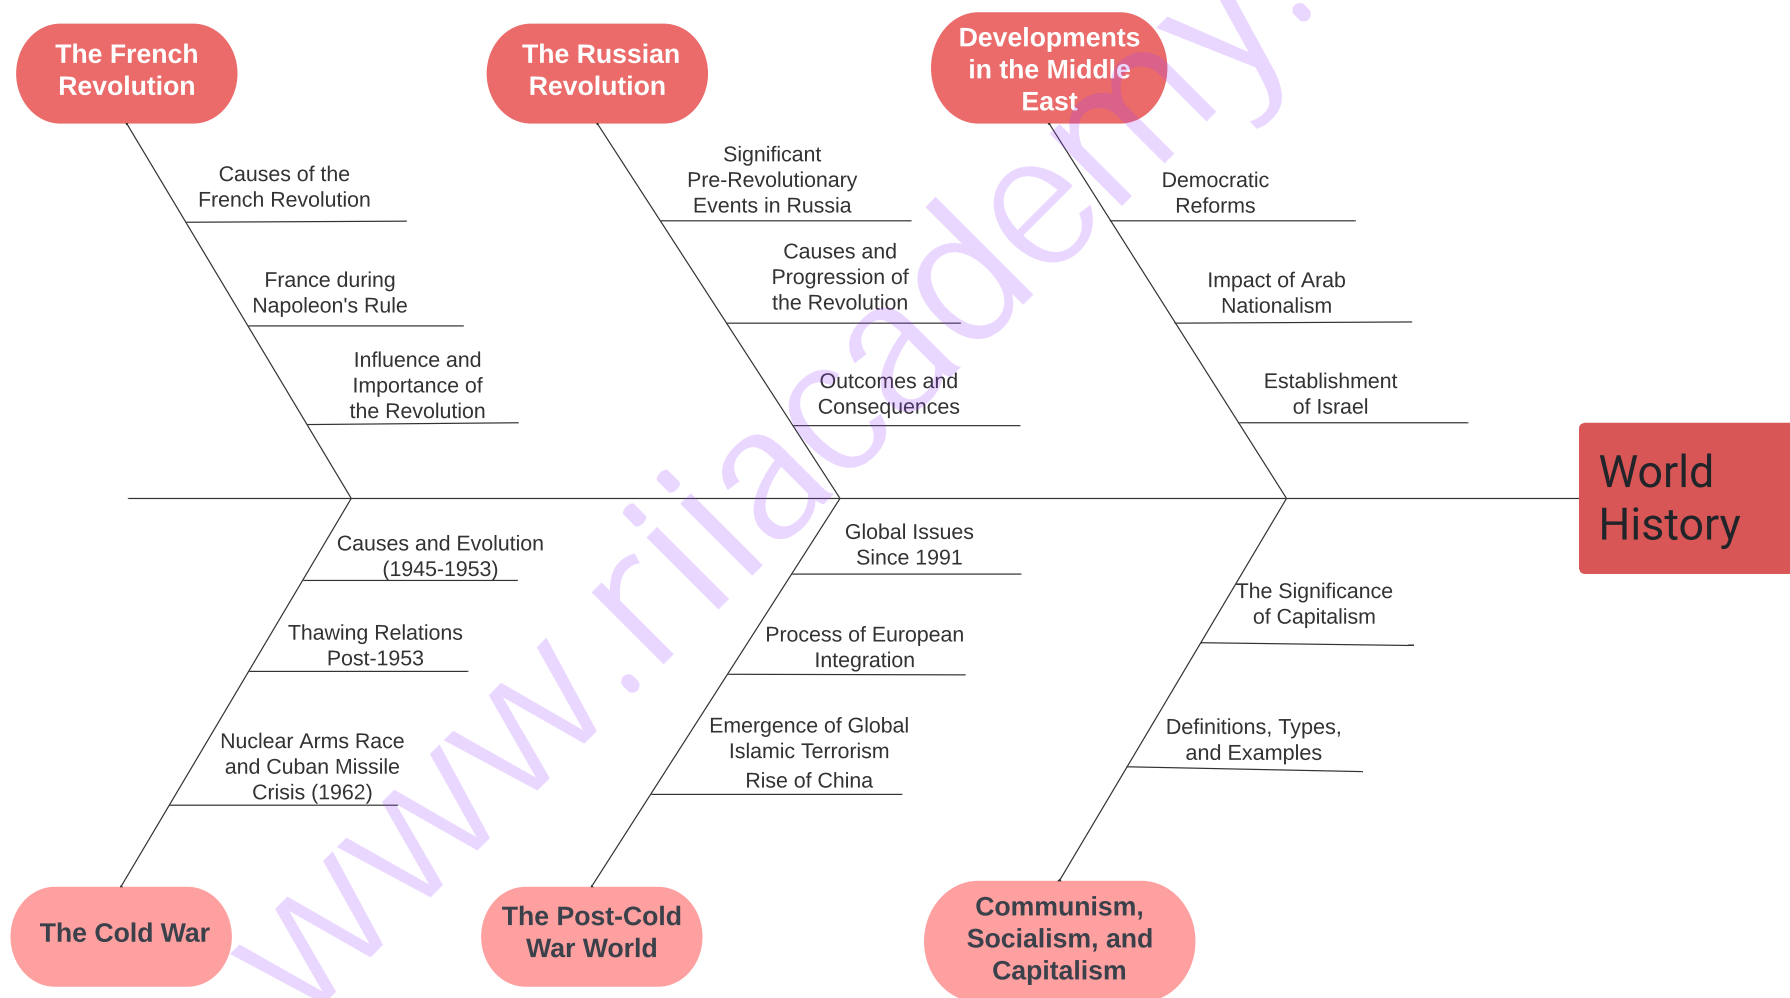 The French
Revolution
The Russian
Revolution
Developments
in the Middle
East
Causes of the
French Revolution
France during
Napoleon's Rule
Influence and
Importance of
the Revolution
Significant
Pre-Revolutionary
Events in Russia
Causes and
Progression of
the Revolution
Outcomes and
Consequences
Democratic
Reforms
Impact of Arab
Nationalism
Establishment
of Israel
World
History
Causes and Evolution
(1945-1953)
Thawing Relations
Post-1953
Nuclear Arms Race
and Cuban Missile
Crisis (1962)
Global Issues
Since 1991
Process of European
Integration
Emergence of Global
Islamic Terrorism
Rise of China
The Significance
of Capitalism
Definitions, Types,
and Examples
The Cold War
The Post-Cold
War World
Communism,
Socialism, and
Capitalism